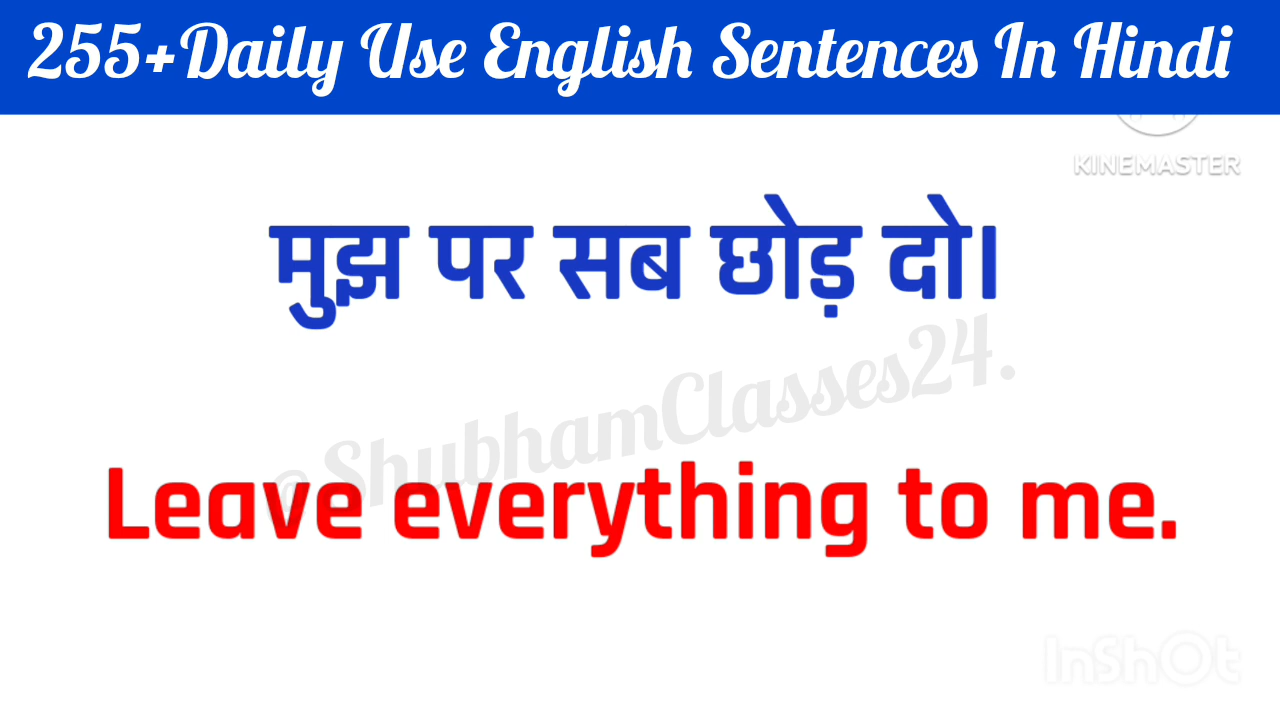 255+Daily Use English Sentences In Hindi
KINEMASTER
मुझ पर सब छोड़ दो।
@ShubhamClasses24.
Leave everything to me.
InShOt